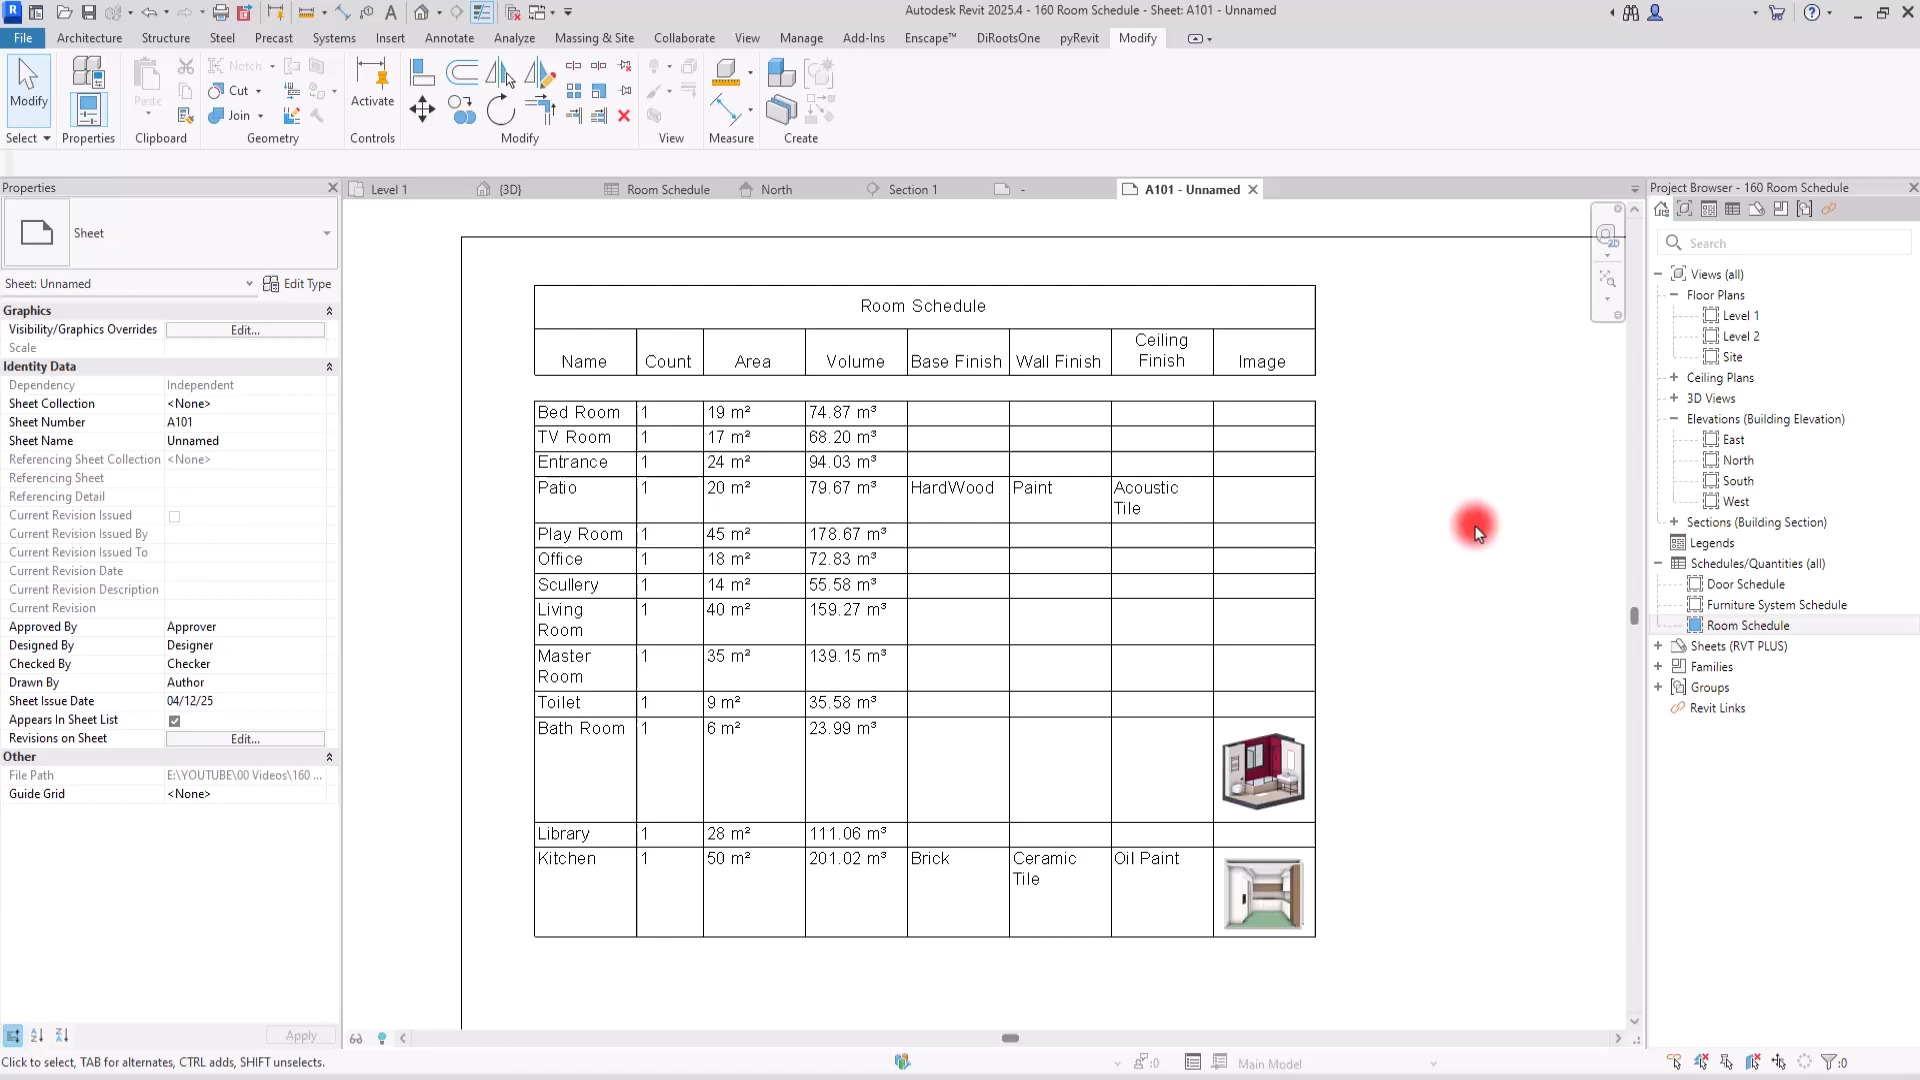 Autodesk Revit 2025.4 - 160 Room Schedule - Sheet: A101 - Unnamed
File Architecture Structure Steel Precast Systems Insert Annotate Analyze Massing & Site Collaborate View Manage Add-Ins Enscape™ DiRootsOne pyRevit Modify
Modify Paste Notch Cut Join Activate
Select Properties Clipboard Geometry Controls Modify View Measure Create
Properties
Level 1 {3D} Room Schedule North Section 1 - A101 - Unnamed
Project Browser - 160 Room Schedule
Sheet
Sheet: Unnamed Edit Type
Graphics
Visibility/Graphics Overrides Edit...
Scale
Identity Data
Dependency Independent
Sheet Collection <None>
Sheet Number A101
Sheet Name Unnamed
Referencing Sheet Collection <None>
Referencing Sheet
Referencing Detail
Current Revision Issued
Current Revision Issued By
Current Revision Issued To
Current Revision Date
Current Revision Description
Current Revision
Approved By Approver
Designed By Designer
Checked By Checker
Drawn By Author
Sheet Issue Date 04/12/25
Appears In Sheet List
Revisions on Sheet Edit...
Other
File Path E:\YOUTUBE\00 Videos\160 ...
Guide Grid <None>
Apply
Room Schedule
Name Count Area Volume Base Finish Wall Finish Ceiling Finish Image
Bed Room 1 19 m² 74.87 m³
TV Room 1 17 m² 68.20 m³
Entrance 1 24 m² 94.03 m³
Patio 1 20 m² 79.67 m³ HardWood Paint Acoustic Tile
Play Room 1 45 m² 178.67 m³
Office 1 18 m² 72.83 m³
Scullery 1 14 m² 55.58 m³
Living Room 1 40 m² 159.27 m³
Master Room 1 35 m² 139.15 m³
Toilet 1 9 m² 35.58 m³
Bath Room 1 6 m² 23.99 m³
Library 1 28 m² 111.06 m³
Kitchen 1 50 m² 201.02 m³ Brick Ceramic Tile Oil Paint
2D
Search
Views (all)
Floor Plans
Level 1
Level 2
Site
Ceiling Plans
3D Views
Elevations (Building Elevation)
East
North
South
West
Sections (Building Section)
Legends
Schedules/Quantities (all)
Door Schedule
Furniture System Schedule
Room Schedule
Sheets (RVT PLUS)
Families
Groups
Revit Links
Click to select, TAB for alternates, CTRL adds, SHIFT unselects.
:0
Main Model
:0